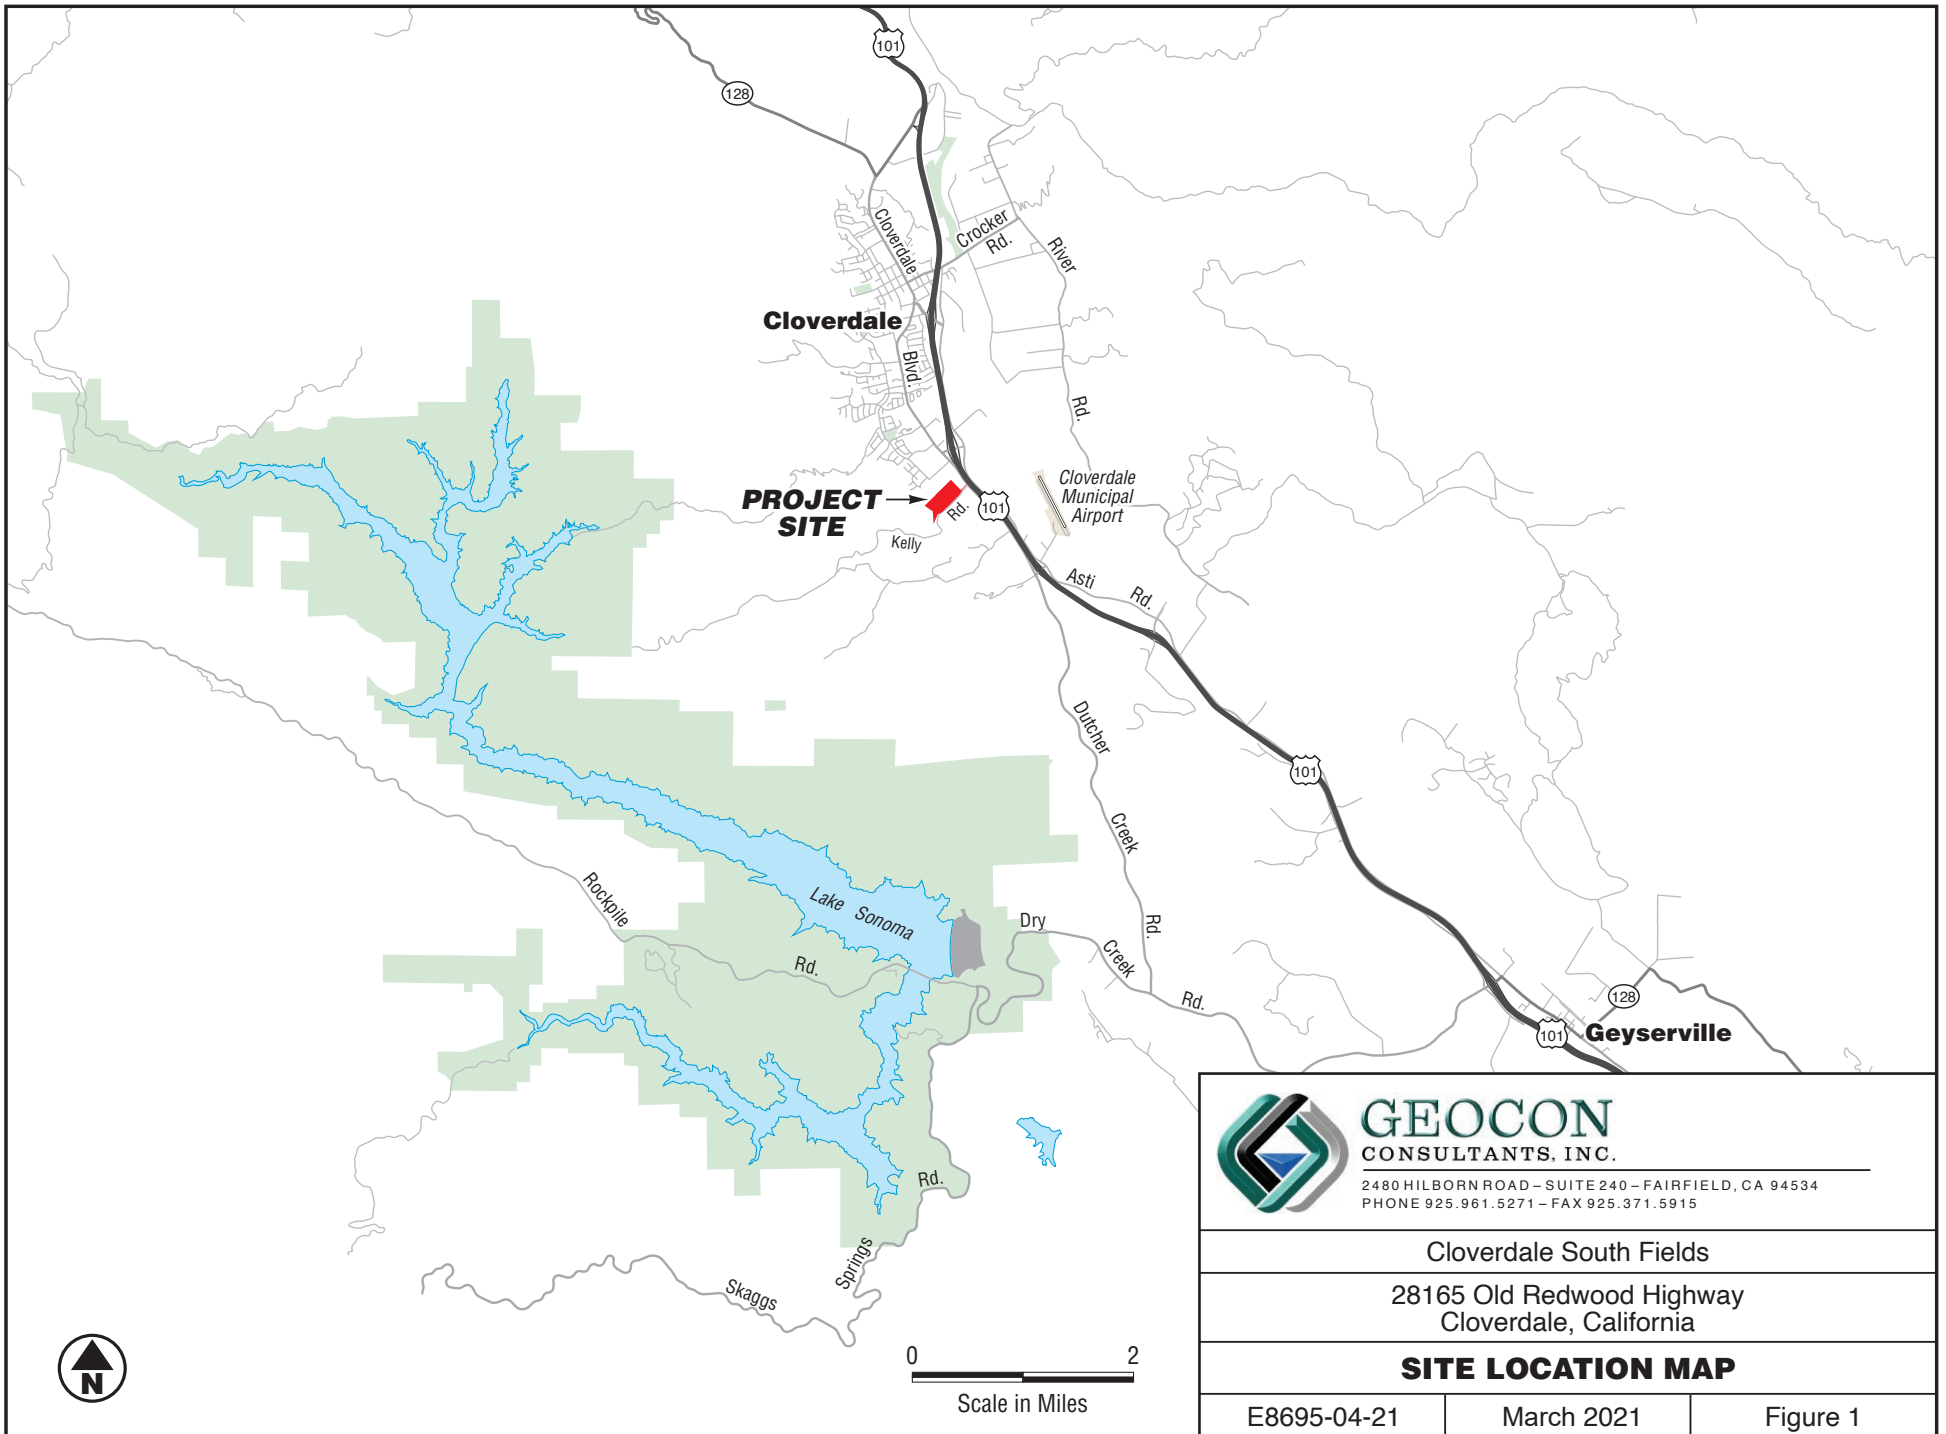 101
128
Cloverdale
Crocker
Rd.
River
Cloverdale
Blvd.
Rd.
PROJECT
SITE
Rd.
Kelly
101
Cloverdale
Municipal
Airport
Asti
Rd.
Dutcher
Creek
Rd.
101
Rockpile
Rd.
Lake Sonoma
Dry
Creek
Rd.
128
101
Geyserville
Rd.
Springs
Skaggs
N
0
2
Scale in Miles
GEOCON
CONSULTANTS, INC.
2480 HILBORN ROAD – SUITE 240 – FAIRFIELD, CA 94534
PHONE 925.961.5271 – FAX 925.371.5915
Cloverdale South Fields
28165 Old Redwood Highway
Cloverdale, California
SITE LOCATION MAP
E8695-04-21
March 2021
Figure 1